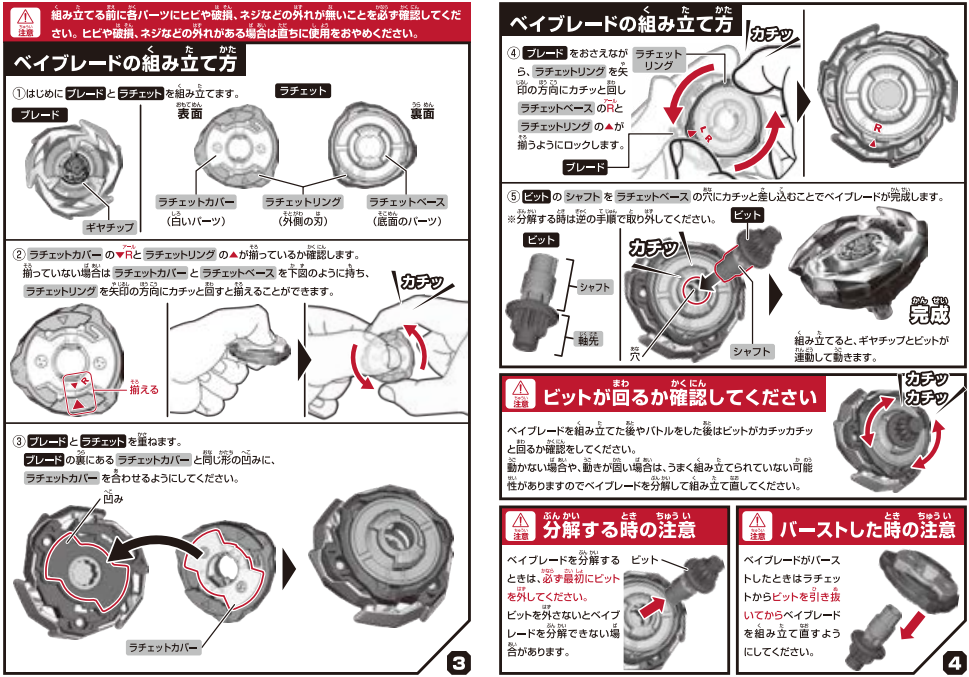 注意
組み立てる前に各パーツにヒビや破損、ネジなどの外れが無いことを必ず確認してくだ
さい。ヒビや破損、ネジなどの外れがある場合は直ちに使用をおやめください。
ベイブレードの組み立て方
①はじめに ブレード と ラチェット を組み立てます。
ブレード
ギヤチップ
ラチェット
表面
裏面
ラチェットカバー
(白いパーツ)
ラチェットリング
(外側の刃)
ラチェットベース
(底面のパーツ)
② ラチェットカバー の▼Rと ラチェットリング の▲が揃っているか確認します。
揃っていない場合は ラチェットカバー と ラチェットベース を下図のように持ち、
ラチェットリング を矢印の方向にカチッと回すと揃えることができます。
R
揃える
カチッ
③ ブレード と ラチェット を重ねます。
ブレード の裏にある ラチェットカバー と同じ形の凹みに、
ラチェットカバー を合わせるようにしてください。
凹み
ラチェットカバー
3
ベイブレードの組み立て方
④ ブレード をおさえなが
ら、ラチェットリング を矢
印の方向にカチッと回し
ラチェットベース のRと
ラチェットリング の▲が
揃うようにロックします。
ラチェット
リング
カチッ
L R
ブレード
R
⑤ ビット の シャフト を ラチェットベース の穴にカチッと差し込むことでベイブレードが完成します。
※分解する時は逆の手順で取り外してください。
ビット
シャフト
軸先
カチッ
ビット
穴
シャフト
完成
組み立てると、ギヤチップとビットが
連動して動きます。
注意
ビットが回るか確認してください
カチッ
カチッ
ベイブレードを組み立てた後やバトルをした後はビットがカチッカチッ
と回るか確認をしてください。
動かない場合や、動きが固い場合は、うまく組み立てられていない可能
性がありますのでベイブレードを分解して組み立て直してください。
注意
分解する時の注意
ベイブレードを分解する
ときは、必ず最初にビット
を外してください。
ビットを外さないとベイブ
レードを分解できない場
合があります。
ビット
注意
バーストした時の注意
ベイブレードがバース
トしたときはラチェッ
トからビットを引き抜
いてからベイブレード
を組み立て直すよう
にしてください。
4